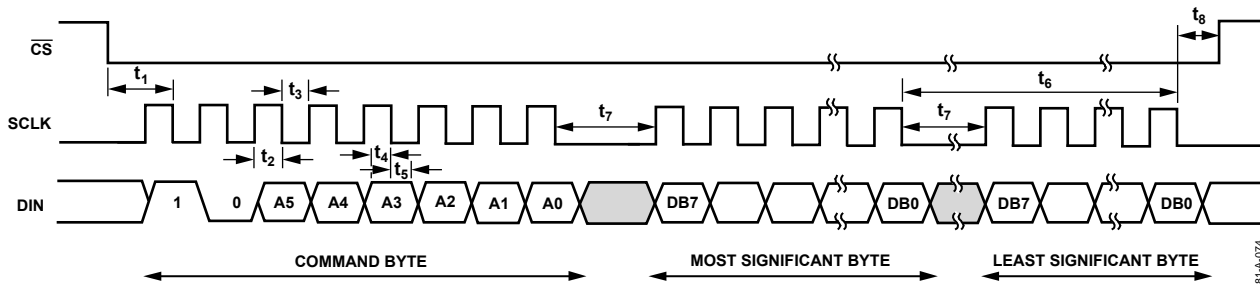 t8
CS
t1
t3
t6
SCLK
t7
t7
t2
t4
t5
DIN
1
0
A5
A4
A3
A2
A1
A0
DB7
DB0
DB7
DB0
COMMAND BYTE
MOST SIGNIFICANT BYTE
LEAST SIGNIFICANT BYTE